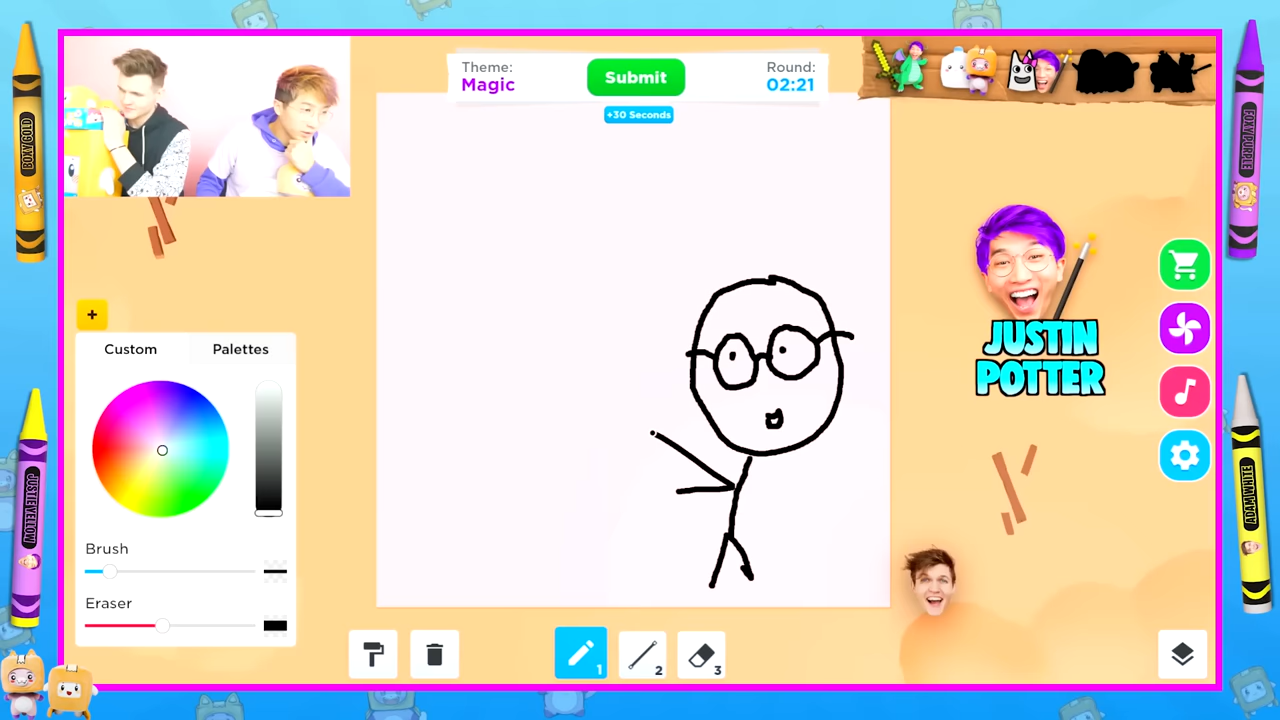 Theme:
Magic
Submit
Round:
02:21
+30 Seconds
BOXY GOLD
FOXY PURPLE
JUSTIN
POTTER
+
Custom
Palettes
Brush
Eraser
JUSTIE YELLOW
ADAM WHITE
1
2
3